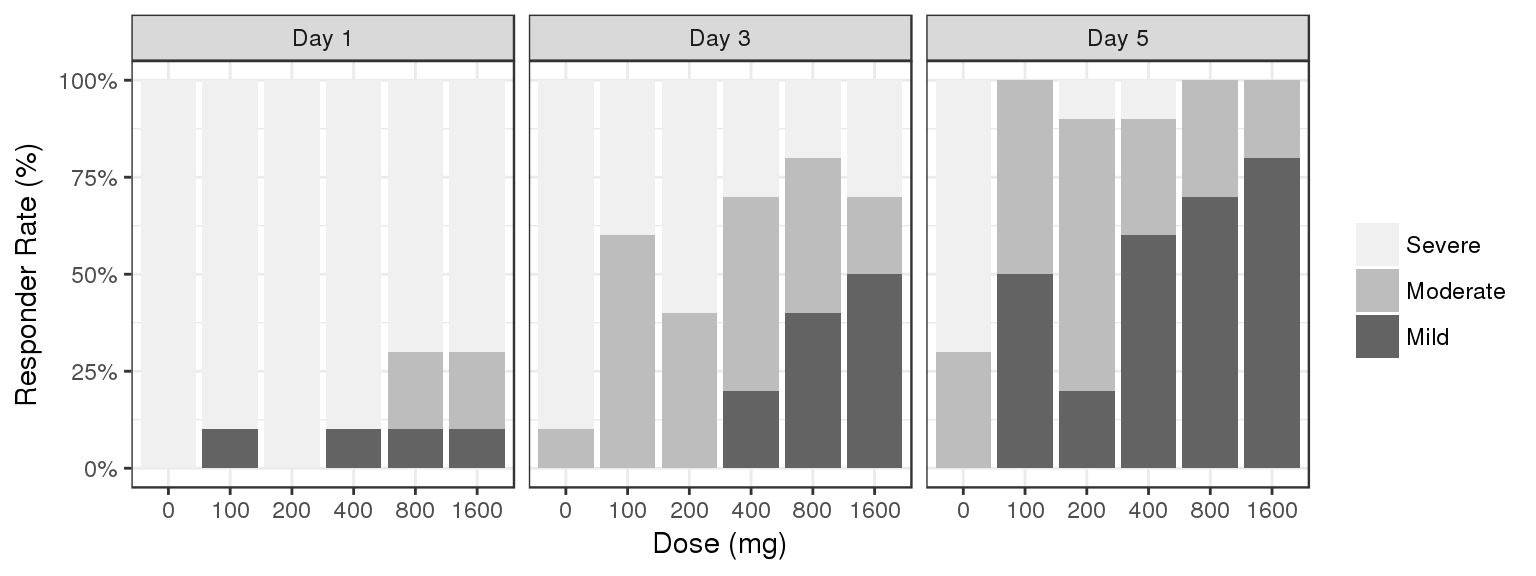 Day 1
Day 3
Day 5
Responder Rate (%)
100%
75%
50%
25%
0%
0 100 200 400 800 1600
0 100 200 400 800 1600
0 100 200 400 800 1600
Dose (mg)
Severe
Moderate
Mild